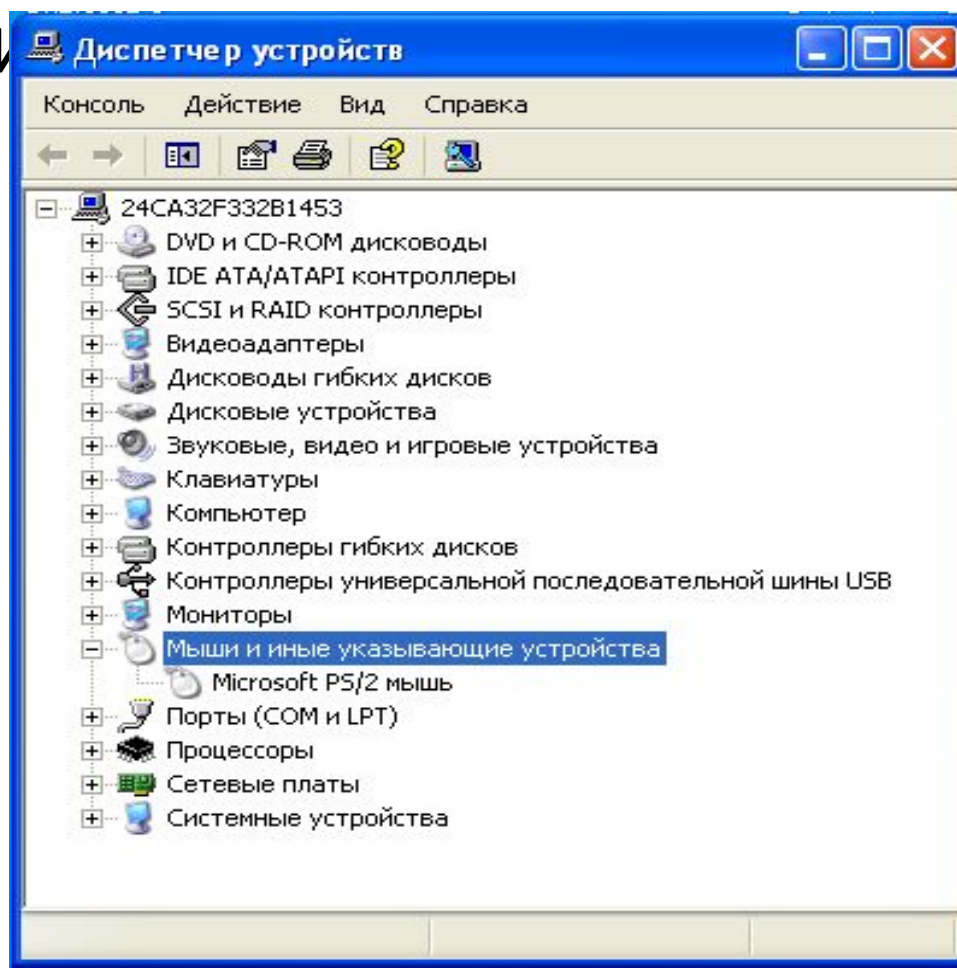 Диспетчер устройств
Консоль Действие Вид Справка
24CA32F332B1453
DVD и CD-ROM дисководы
IDE ATA/ATAPI контроллеры
SCSI и RAID контроллеры
Видеоадаптеры
Дисководы гибких дисков
Дисковые устройства
Звуковые, видео и игровые устройства
Клавиатуры
Компьютер
Контроллеры гибких дисков
Контроллеры универсальной последовательной шины USB
Мониторы
Мыши и иные указывающие устройства
Microsoft PS/2 мышь
Порты (COM и LPT)
Процессоры
Сетевые платы
Системные устройства